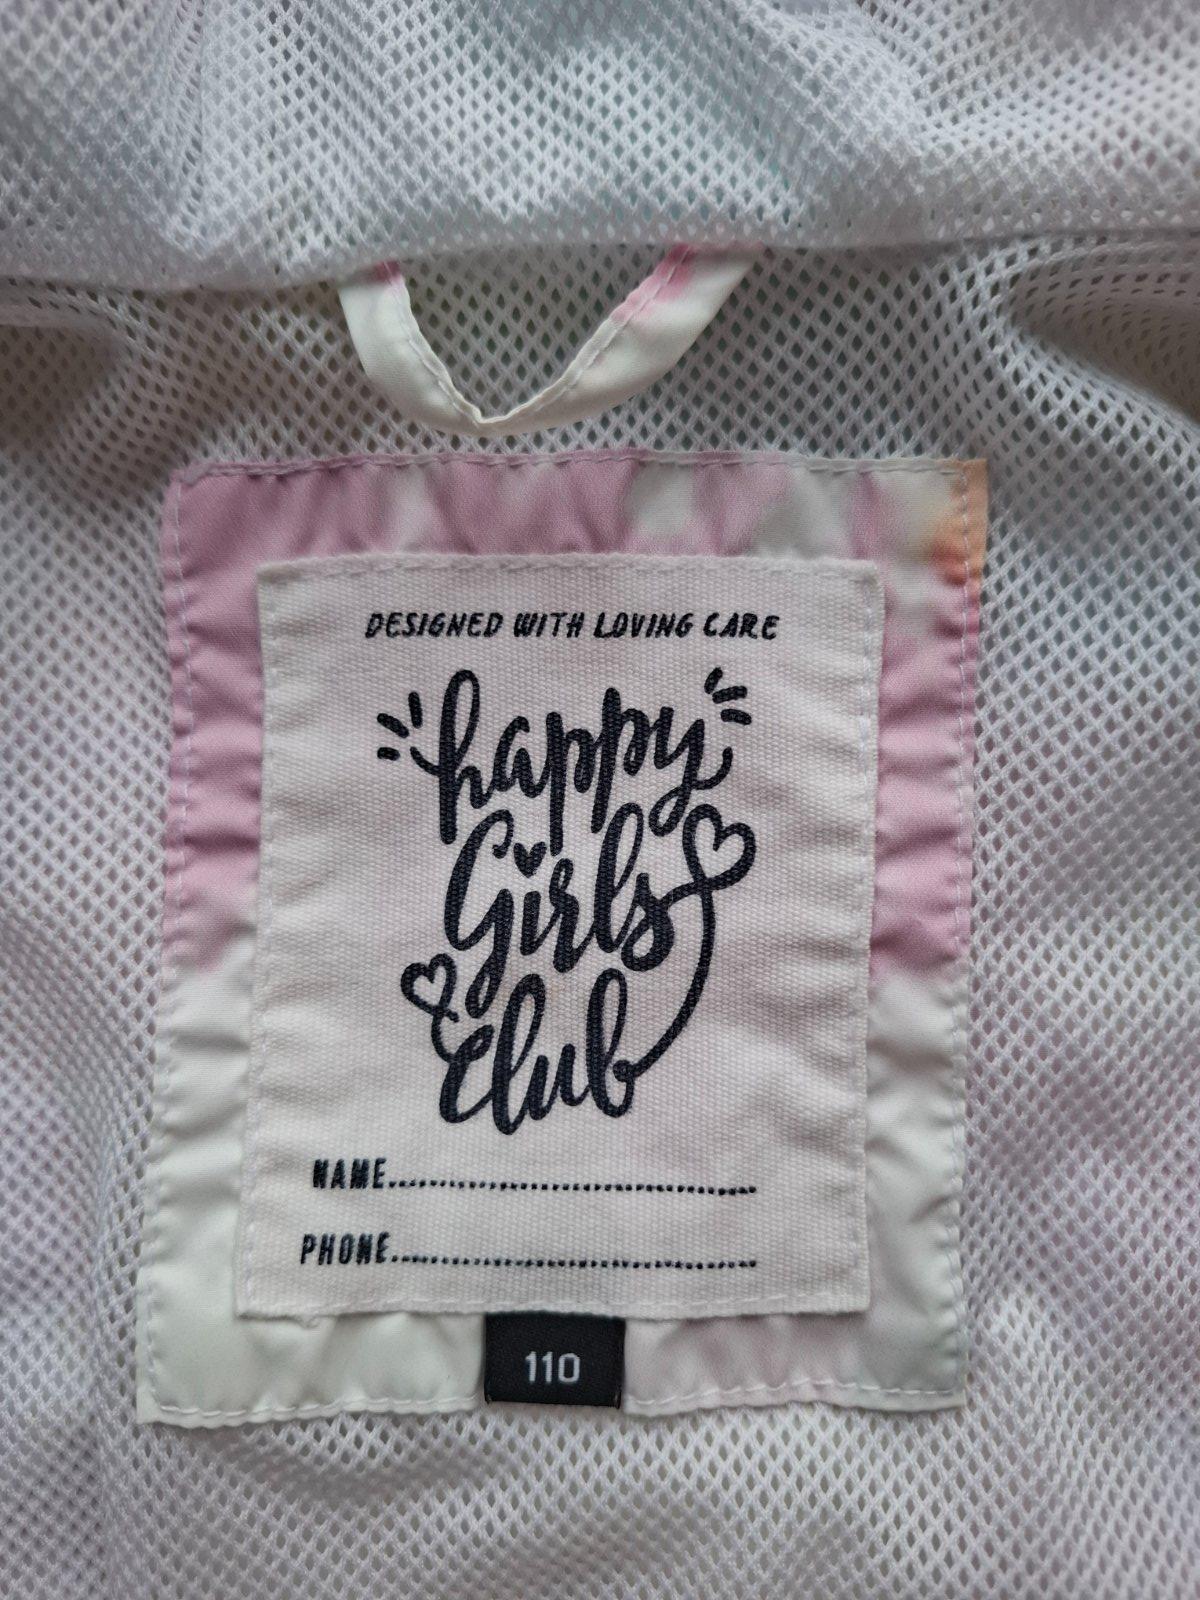 DESIGNED WITH LOVING CARE
happy
Girls
Club
NAME................................................
PHONE................................................
110